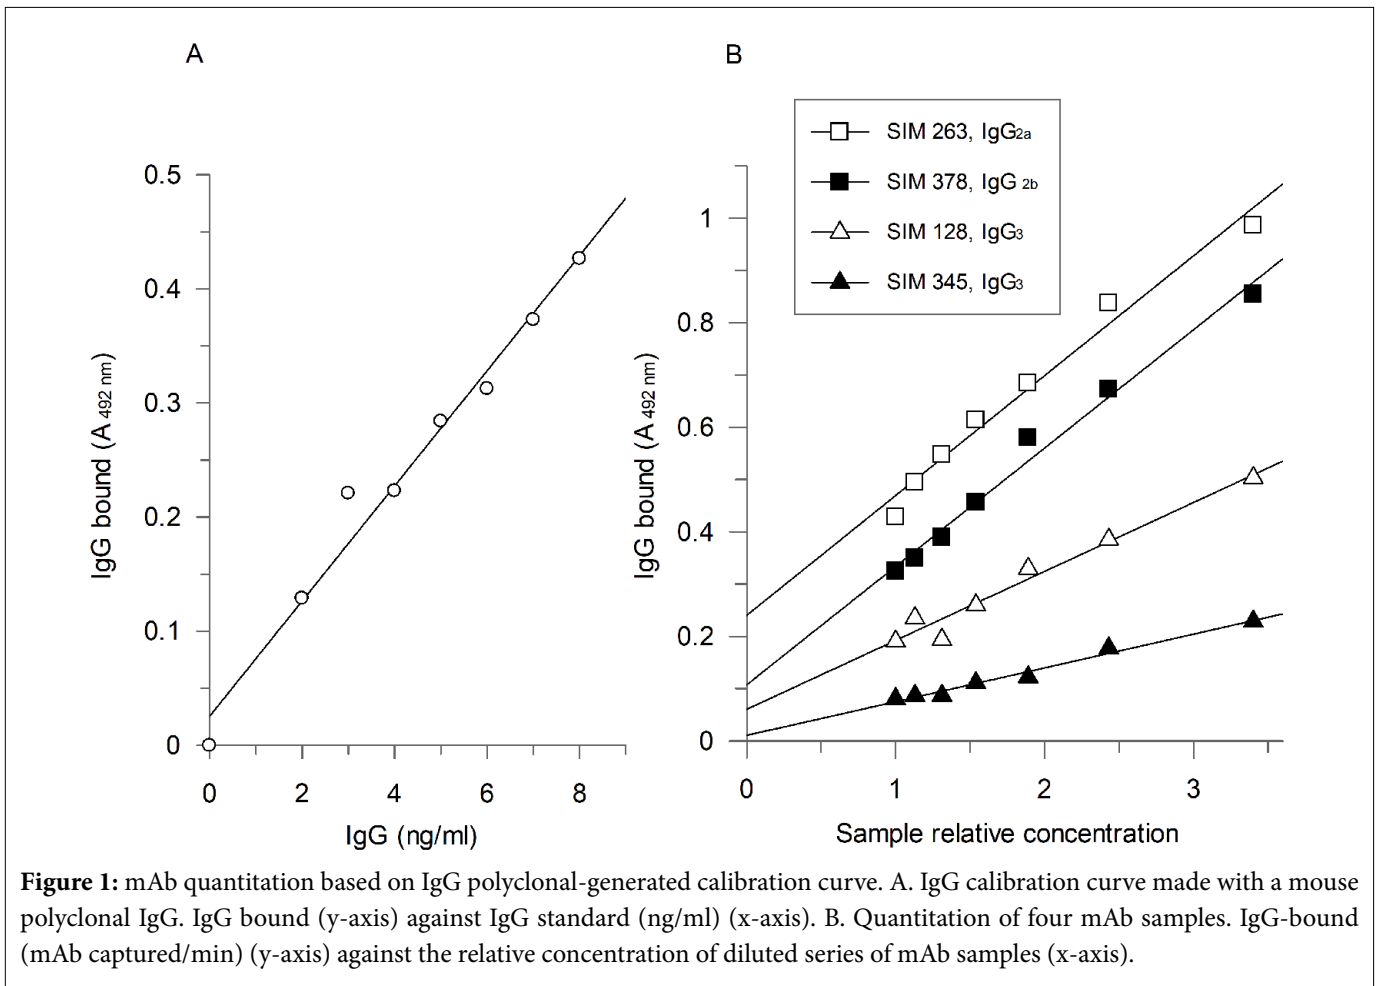 A
0.5
0.4
0.3
0.2
0.1
0
IgG bound (A 492 nm)
0 2 4 6 8
IgG (ng/ml)
B
SIM 263, IgG2a
SIM 378, IgG 2b
SIM 128, IgG3
SIM 345, IgG3
1
0.8
0.6
0.4
0.2
0
IgG bound (A 492 nm)
0 1 2 3
Sample relative concentration
Figure 1: mAb quantitation based on IgG polyclonal-generated calibration curve. A. IgG calibration curve made with a mouse
polyclonal IgG. IgG bound (y-axis) against IgG standard (ng/ml) (x-axis). B. Quantitation of four mAb samples. IgG-bound
(mAb captured/min) (y-axis) against the relative concentration of diluted series of mAb samples (x-axis).